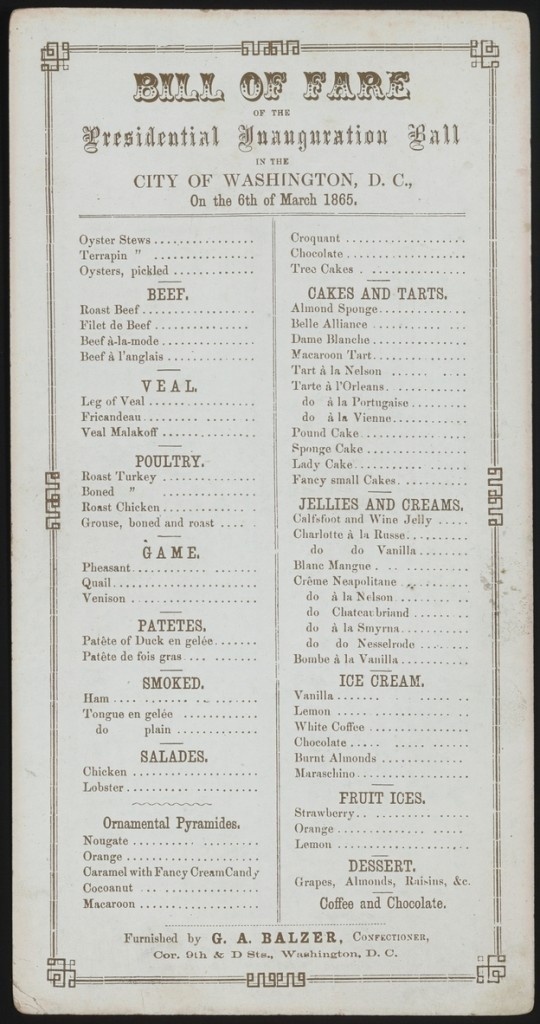 BILL OF FARE
OF THE
Presidential Inauguration Ball
IN THE
CITY OF WASHINGTON, D. C.,
On the 6th of March 1865.
Oyster Stews
Terrapin "
Oysters, pickled
BEEF.
Roast Beef
Filet de Beef
Beef à-la-mode
Beef à l'anglais
VEAL.
Leg of Veal
Fricandeau
Veal Malakoff
POULTRY.
Roast Turkey
Boned "
Roast Chicken
Grouse, boned and roast
GAME.
Pheasant
Quail
Venison
PATETES.
Patête of Duck en gelée
Patête de fois gras
SMOKED.
Ham
Tongue en gelée
do plain
SALADES.
Chicken
Lobster
Ornamental Pyramides.
Nougate
Orange
Caramel with Fancy Cream Candy
Cocoanut
Macaroon
Croquant
Chocolate
Tree Cakes
CAKES AND TARTS.
Almond Sponge
Belle Alliance
Dame Blanche
Macaroon Tart
Tart à la Nelson
Tarte à l'Orleans
do à la Portugaise
do à la Vienne
Pound Cake
Sponge Cake
Lady Cake
Fancy small Cakes
JELLIES AND CREAMS.
Calfsfoot and Wine Jelly
Charlotte à la Russe
do do Vanilla
Blanc Mangue
Crême Neapolitane
do à la Nelson
do Chateaubriand
do à la Smyrna
do do Nesselrode
Bombe à la Vanilla
ICE CREAM.
Vanilla
Lemon
White Coffee
Chocolate
Burnt Almonds
Maraschino
FRUIT ICES.
Strawberry
Orange
Lemon
DESSERT.
Grapes, Almonds, Raisins, &c.
Coffee and Chocolate.
Furnished by G. A. BALZER, CONFECTIONER,
Cor. 9th & D Sts., Washington, D. C.